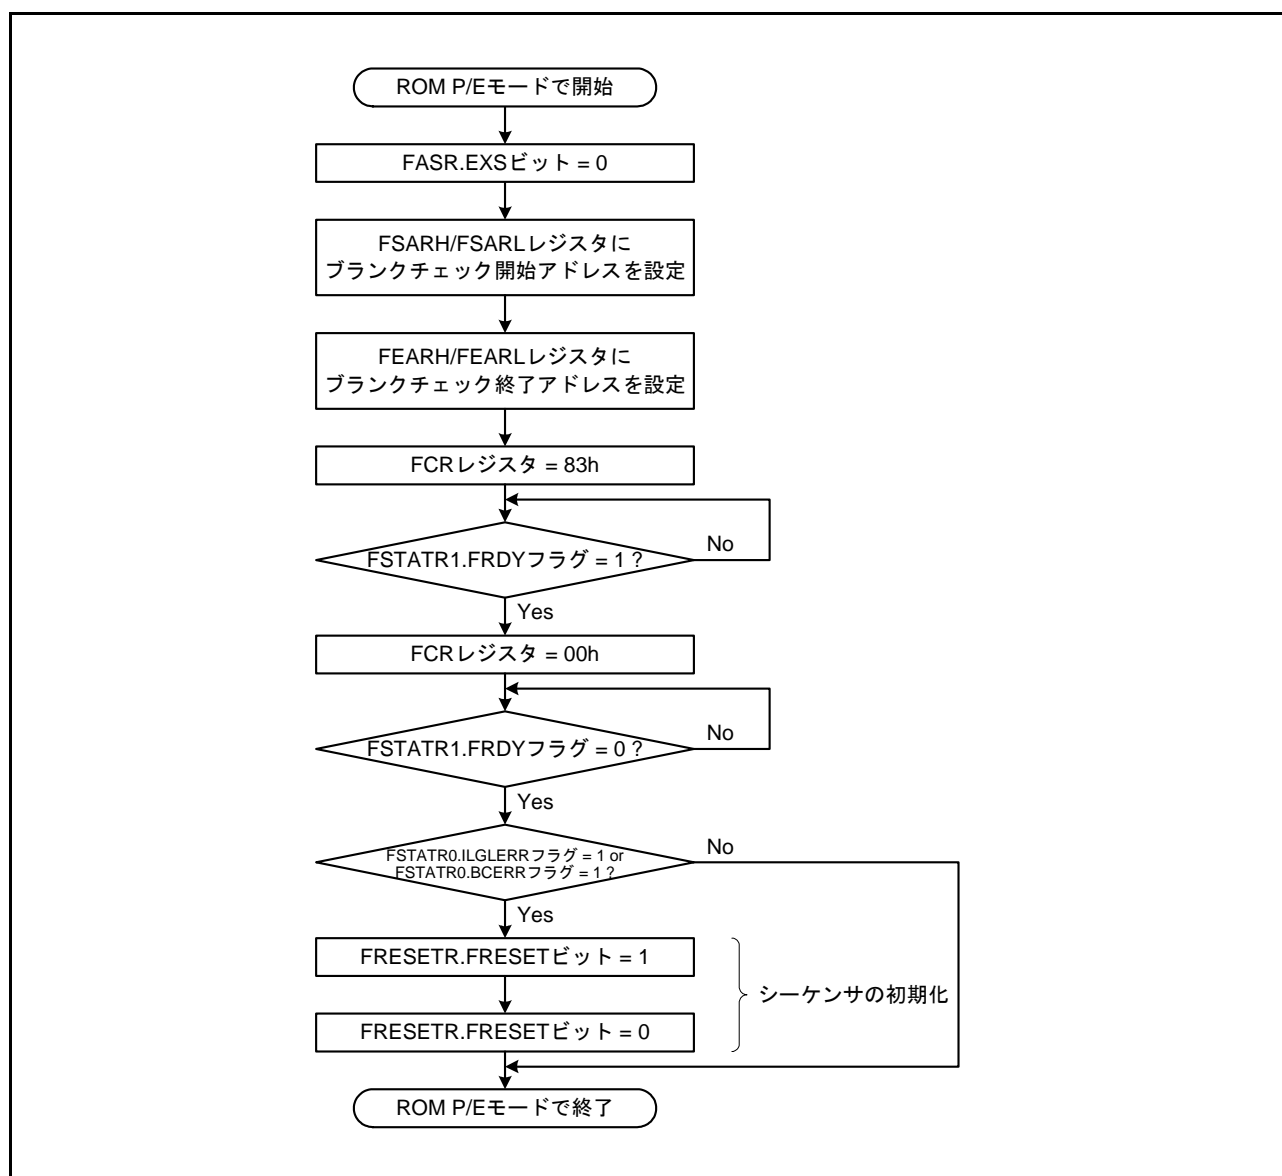 ROM P/Eモードで開始
FASR.EXSビット = 0
FSARH/FSARLレジスタに
ブランクチェック開始アドレスを設定
FEARH/FEARLレジスタに
ブランクチェック終了アドレスを設定
FCRレジスタ = 83h
FSTATR1.FRDYフラグ = 1 ?
No
Yes
FCRレジスタ = 00h
FSTATR1.FRDYフラグ = 0 ?
No
Yes
FSTATR0.ILGLERRフラグ = 1 or
FSTATR0.BCERRフラグ = 1 ?
No
Yes
FRESETR.FRESETビット = 1
シーケンサの初期化
FRESETR.FRESETビット = 0
ROM P/Eモードで終了